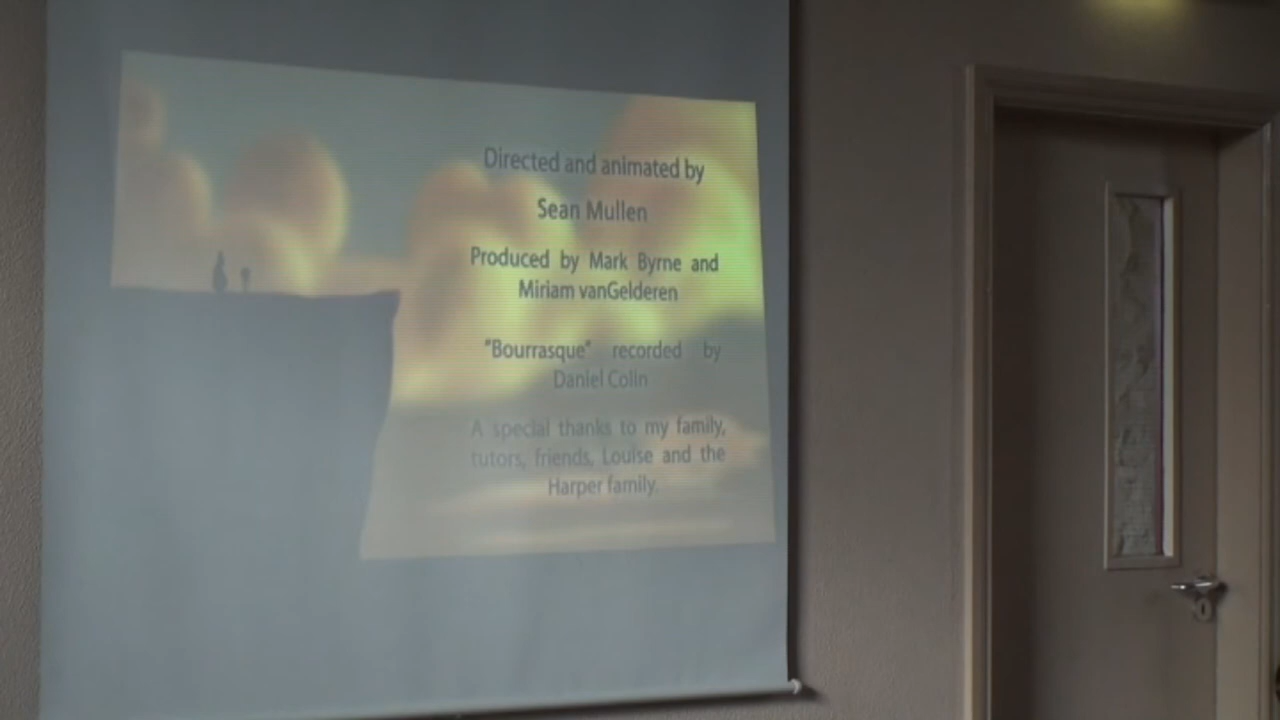 Directed and animated by
Sean Mullen
Produced by Mark Byrne and
Miriam vanGelderen
"Bourrasque" recorded by
Daniel Colin
A special thanks to my family,
tutors, friends, Louise and the
Harper family.